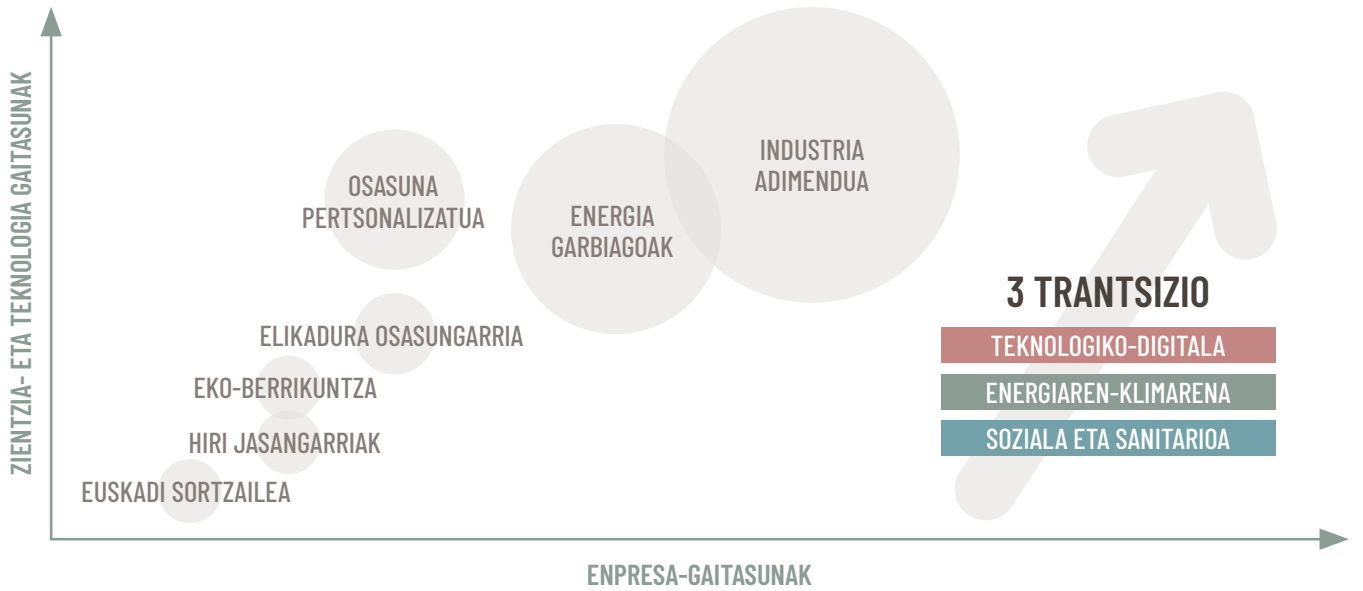 ZIENTZIA- ETA TEKNOLOGIA GAITASUNAK
INDUSTRIA
ADIMENDUA
OSASUNA
PERTSONALIZATUA
ENERGIA
GARBIAGOAK
ELIKADURA OSASUNGARRIA
EKO-BERRIKUNTZA
HIRI JASANGARRIAK
EUSKADI SORTZAILEA
3 TRANTSIZIO
TEKNOLOGIKO-DIGITALA
ENERGIAREN-KLIMARENA
SOZIALA ETA SANITARIOA
ENPRESA-GAITASUNAK